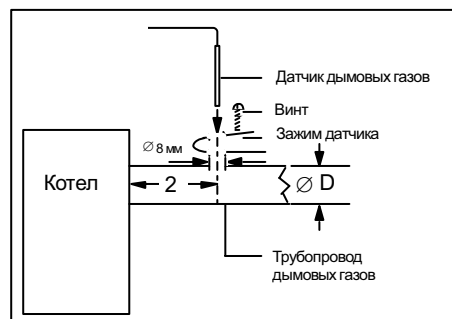 Датчик дымовых газов
Винт
Зажим датчика
∅ 8 мм
Котел
2
∅ D
Трубопровод
дымовых газов